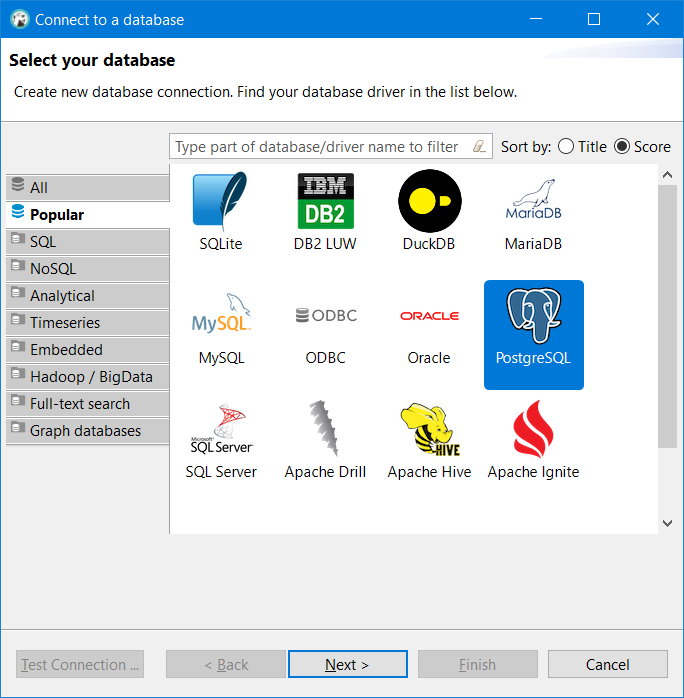 Connect to a database
Select your database
Create new database connection. Find your database driver in the list below.
Type part of database/driver name to filter
Sort by: Title Score
All
Popular
SQL
NoSQL
Analytical
Timeseries
Embedded
Hadoop / BigData
Full-text search
Graph databases
SQLite
IBM
DB2
DB2 LUW
DuckDB
MariaDB
MariaDB
MySQL
MySQL
ODBC
ODBC
ORACLE
Oracle
PostgreSQL
Microsoft
SQL Server
SQL Server
Apache Drill
HIVE
Apache Hive
Apache Ignite
Test Connection ...
< Back
Next >
Finish
Cancel